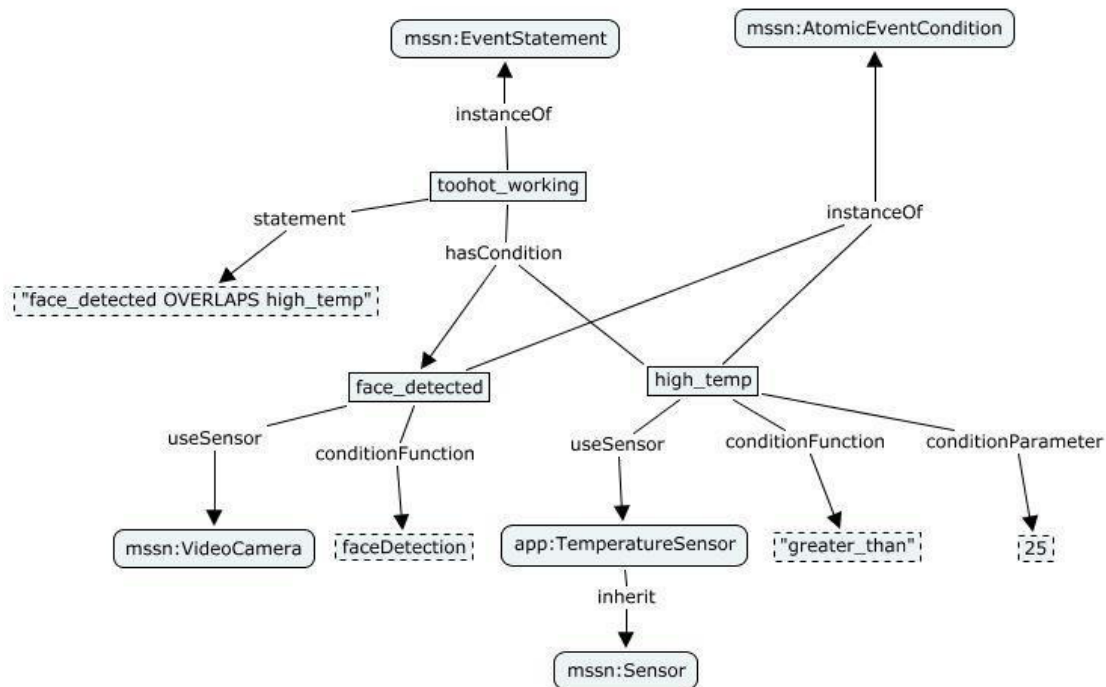 mssn:EventStatement
mssn:AtomicEventCondition
instanceOf
toohot_working
statement
instanceOf
hasCondition
"face_detected OVERLAPS high_temp"
face_detected
high_temp
useSensor
conditionFunction
useSensor
conditionFunction
conditionParameter
mssn:VideoCamera
faceDetection
app:TemperatureSensor
"greater_than"
25
inherit
mssn:Sensor